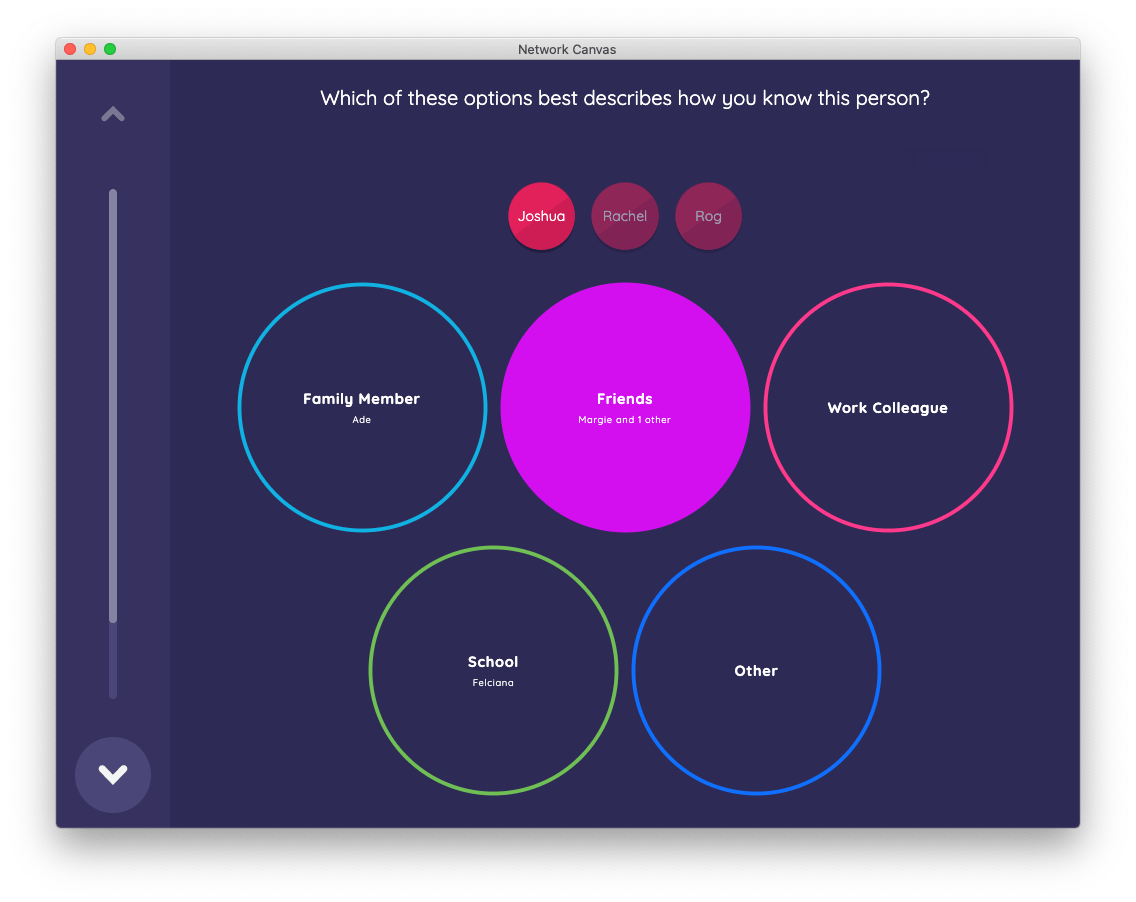 Network Canvas
Which of these options best describes how you know this person?
Joshua
Rachel
Rog
Family Member
Ade
Friends
Margie and 1 other
Work Colleague
School
Felciana
Other